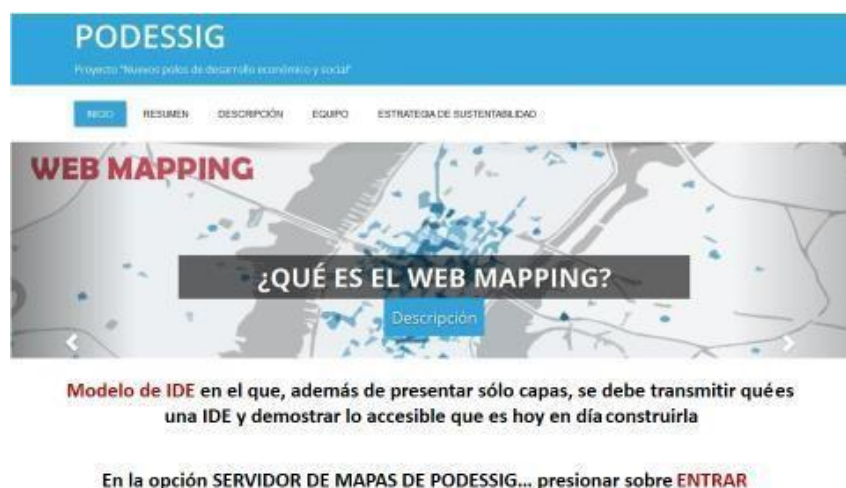 PODESSIG
Proyecto "Nuevos polos de desarrollo económico y social"
INICIO RESUMEN DESCRIPCIÓN EQUIPO ESTRATEGIA DE SUSTENTABILIDAD
WEB MAPPING
¿QUÉ ES EL WEB MAPPING?
Descripción
Modelo de IDE en el que, además de presentar sólo capas, se debe transmitir qué es
una IDE y demostrar lo accesible que es hoy en día construirla
En la opción SERVIDOR DE MAPAS DE PODESSIG... presionar sobre ENTRAR